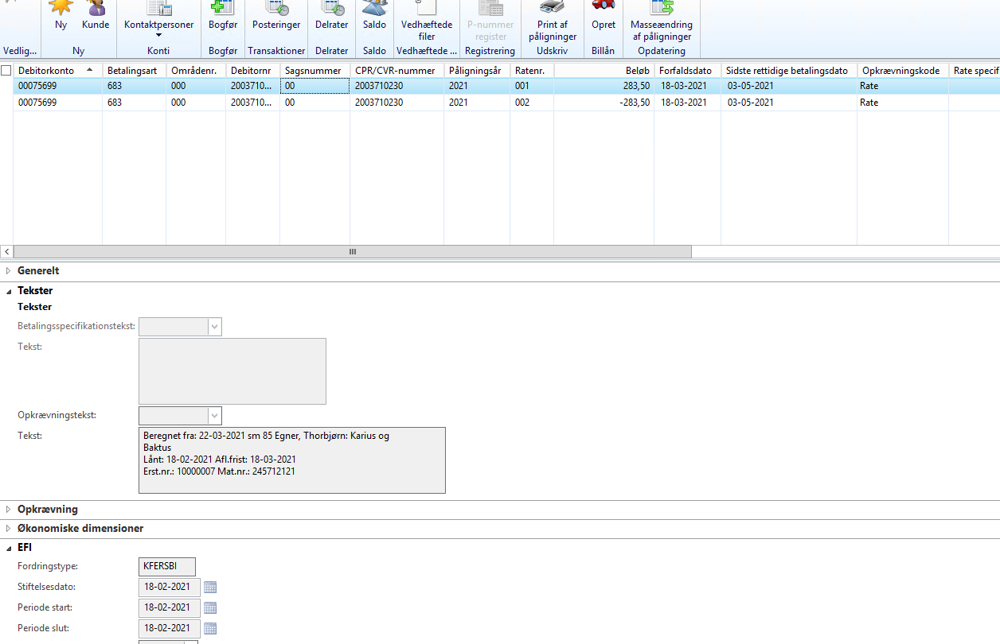 Ny Kunde Kontaktpersoner Bogfør Posteringer Delrater Saldo Vedhæftede filer P-nummer register Print af påligninger Opret Masseændring af påligninger
Vedlig... Ny Konti Bogfør Transaktioner Delrater Saldo Vedhæftede ... Registrering Udskriv Billån Opdatering
Debitorkonto Betalingsart Områdenr. Debitornr Sagsnummer CPR/CVR-nummer Påligningsår Ratenr. Beløb Forfaldsdato Sidste rettidige betalingsdato Opkrævningskode Rate specif
00075699 683 000 2003710... 00 2003710230 2021 001 283,50 18-03-2021 03-05-2021 Rate
00075699 683 000 2003710... 00 2003710230 2021 002 -283,50 18-03-2021 03-05-2021 Rate
Generelt
Tekster
Tekster
Betalingsspecifikationstekst:
Tekst:
Opkrævningstekst:
Tekst: Beregnet fra: 22-03-2021 sm 85 Egner, Thorbjørn: Karius og
Baktus
Lånt: 18-02-2021 Afl.frist: 18-03-2021
Erst.nr.: 10000007 Mat.nr.: 245712121
Opkrævning
Økonomiske dimensioner
EFI
Fordringstype: KFERSBI
Stiftelsesdato: 18-02-2021
Periode start: 18-02-2021
Periode slut: 18-02-2021